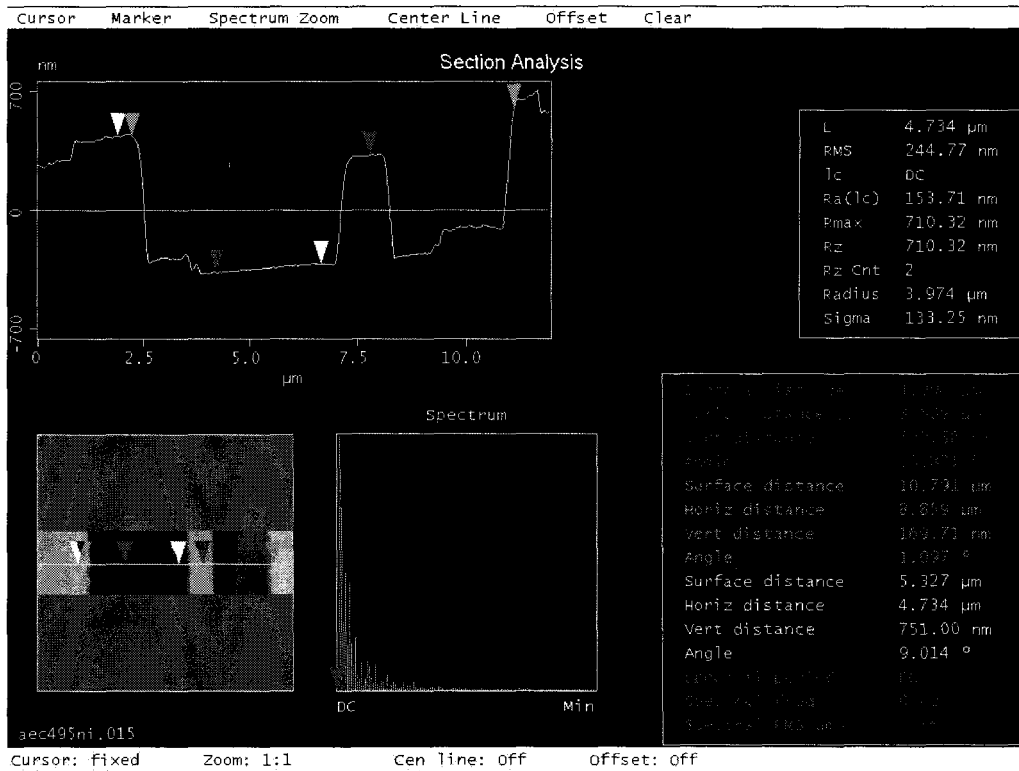 Cursor Marker Spectrum Zoom Center Line Offset Clear
Section Analysis
nm
700
0
-700
0 2.5 5.0 7.5 10.0
µm
L 4.734 µm
RMS 244.77 nm
lc DC
Ra(lc) 153.71 nm
Rmax 710.32 nm
Rz 710.32 nm
Rz Cnt 2
Radius 3.974 µm
Sigma 133.25 nm
Spectrum
DC Min
Surface distance 10.791 µm
Horiz distance 8.859 µm
Vert distance 169.71 nm
Angle 1.097 °
Surface distance 5.327 µm
Horiz distance 4.734 µm
Vert distance 751.00 nm
Angle 9.014 °
aec495ni.015
Cursor: fixed Zoom: 1:1 Cen line: Off Offset: Off